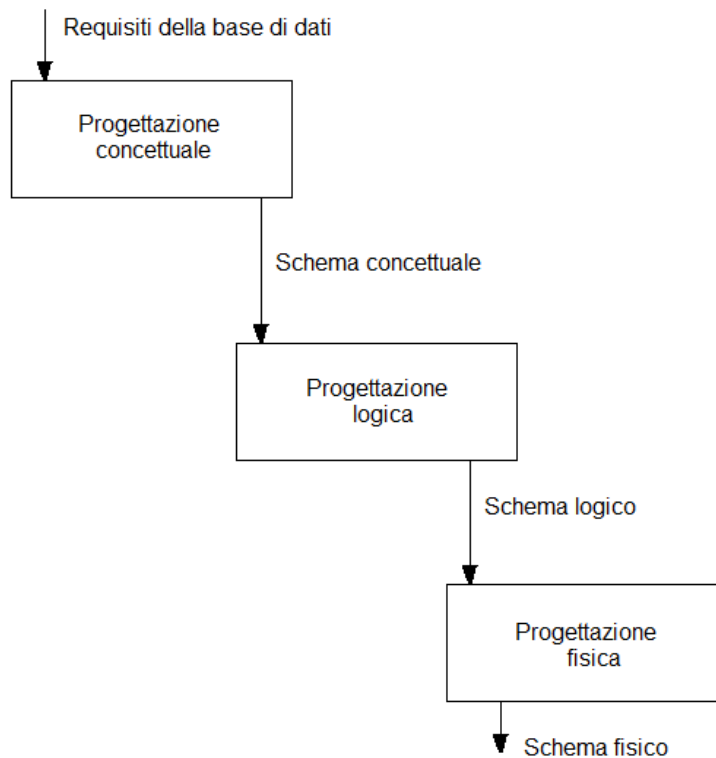 Requisiti della base di dati
Progettazione
concettuale
Schema concettuale
Progettazione
logica
Schema logico
Progettazione
fisica
Schema fisico